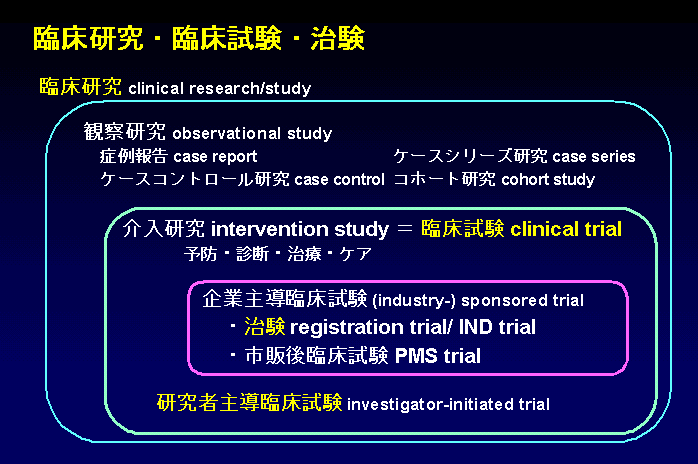 臨床研究・臨床試験・治験
臨床研究 clinical research/study
観察研究 observational study
症例報告 case report ケースシリーズ研究 case series
ケースコントロール研究 case control コホート研究 cohort study
介入研究 intervention study ＝ 臨床試験 clinical trial
予防・診断・治療・ケア
企業主導臨床試験 (industry-) sponsored trial
・治験 registration trial/ IND trial
・市販後臨床試験 PMS trial
研究者主導臨床試験 investigator-initiated trial